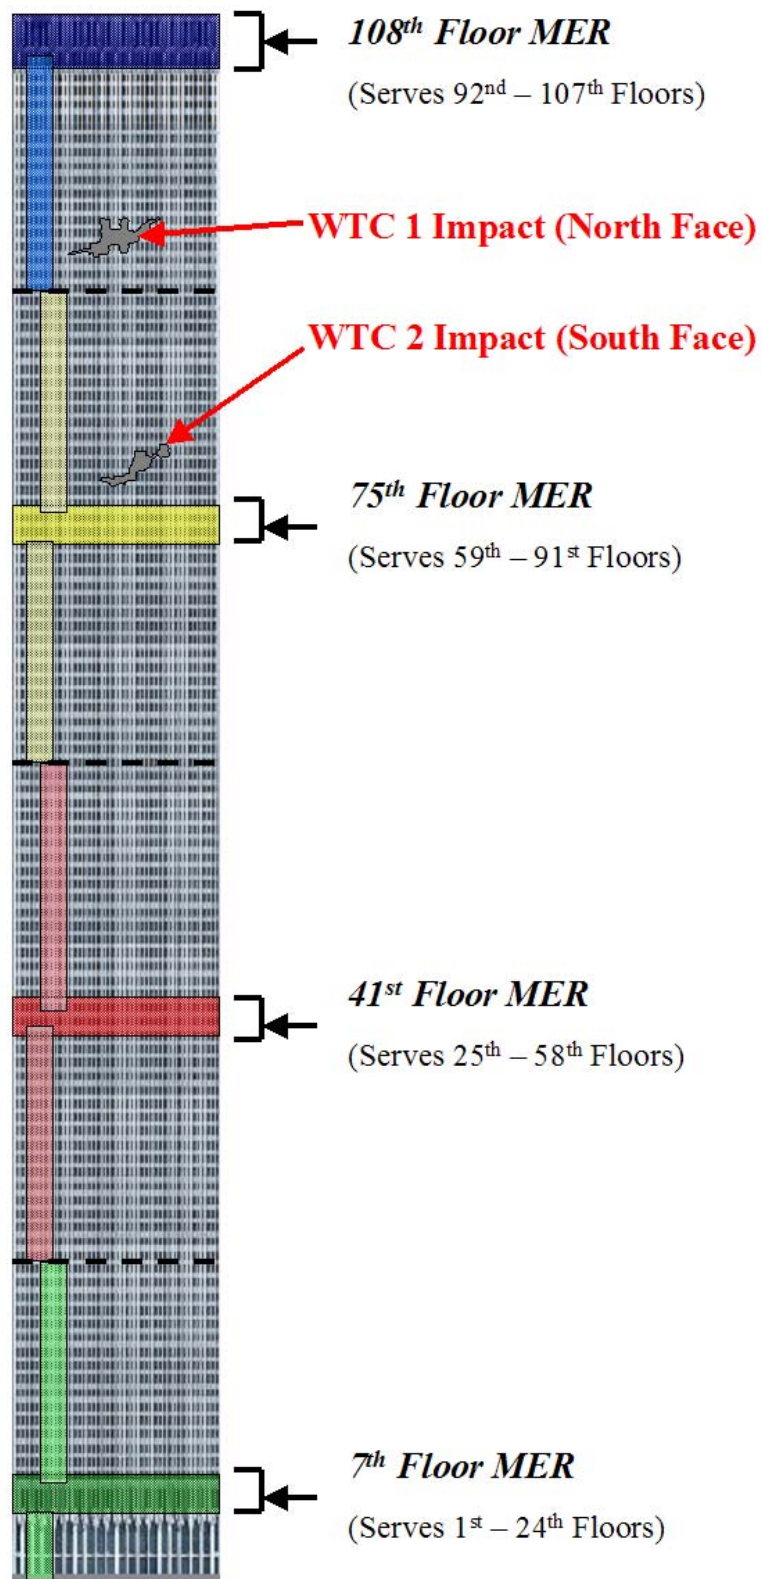 108th Floor MER
(Serves 92nd – 107th Floors)
WTC 1 Impact (North Face)
WTC 2 Impact (South Face)
75th Floor MER
(Serves 59th – 91st Floors)
41st Floor MER
(Serves 25th – 58th Floors)
7th Floor MER
(Serves 1st – 24th Floors)